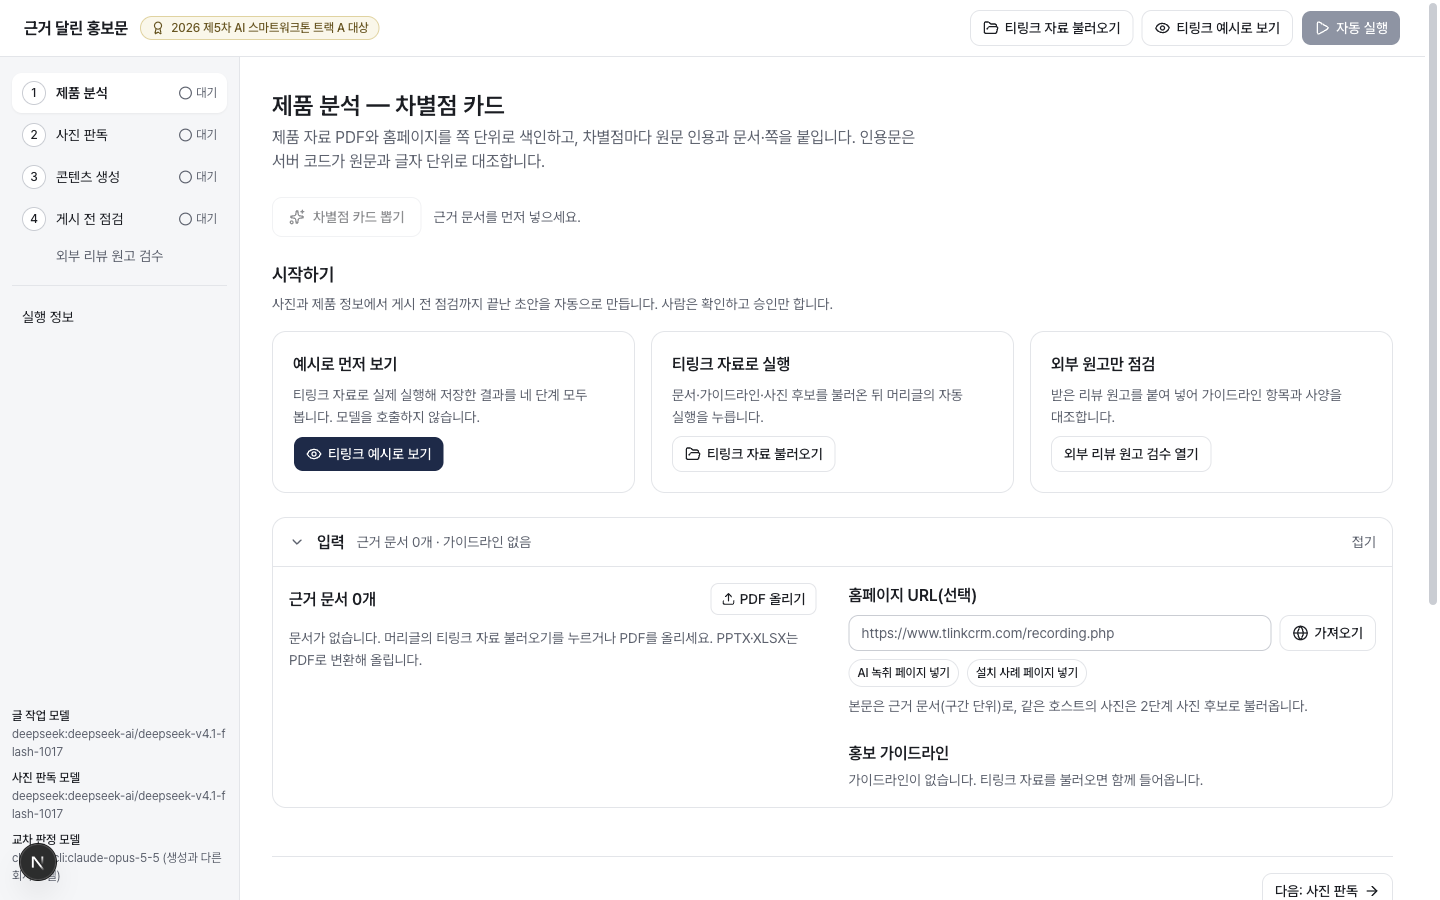 근거 달린 홍보문
2026 제5차 AI 스마트워크톤 트랙 A 대상
티링크 자료 불러오기
티링크 예시로 보기
자동 실행
1 제품 분석 대기
2 사진 판독 대기
3 콘텐츠 생성 대기
4 게시 전 점검 대기
외부 리뷰 원고 검수
실행 정보
제품 분석 — 차별점 카드
제품 자료 PDF와 홈페이지를 쪽 단위로 색인하고, 차별점마다 원문 인용과 문서·쪽을 붙입니다. 인용문은
서버 코드가 원문과 글자 단위로 대조합니다.
차별점 카드 뽑기
근거 문서를 먼저 넣으세요.
시작하기
사진과 제품 정보에서 게시 전 점검까지 끝난 초안을 자동으로 만듭니다. 사람은 확인하고 승인만 합니다.
예시로 먼저 보기
티링크 자료로 실제 실행해 저장한 결과를 네 단계 모두
봅니다. 모델을 호출하지 않습니다.
티링크 예시로 보기
티링크 자료로 실행
문서·가이드라인·사진 후보를 불러온 뒤 머리글의 자동
실행을 누릅니다.
티링크 자료 불러오기
외부 원고만 점검
받은 리뷰 원고를 붙여 넣어 가이드라인 항목과 사양을
대조합니다.
외부 리뷰 원고 검수 열기
입력 근거 문서 0개 · 가이드라인 없음
접기
근거 문서 0개
PDF 올리기
문서가 없습니다. 머리글의 티링크 자료 불러오기를 누르거나 PDF를 올리세요. PPTX·XLSX는
PDF로 변환해 올립니다.
홈페이지 URL(선택)
https://www.tlinkcrm.com/recording.php
가져오기
AI 녹취 페이지 넣기
설치 사례 페이지 넣기
본문은 근거 문서(구간 단위)로, 같은 호스트의 사진은 2단계 사진 후보로 불러옵니다.
홍보 가이드라인
가이드라인이 없습니다. 티링크 자료를 불러오면 함께 들어옵니다.
다음: 사진 판독
글 작업 모델
deepseek:deepseek-ai/deepseek-v4.1-f
lash-1017
사진 판독 모델
deepseek:deepseek-ai/deepseek-v4.1-f
lash-1017
교차 판정 모델
cli:claude-opus-5-5 (생성과 다른
N